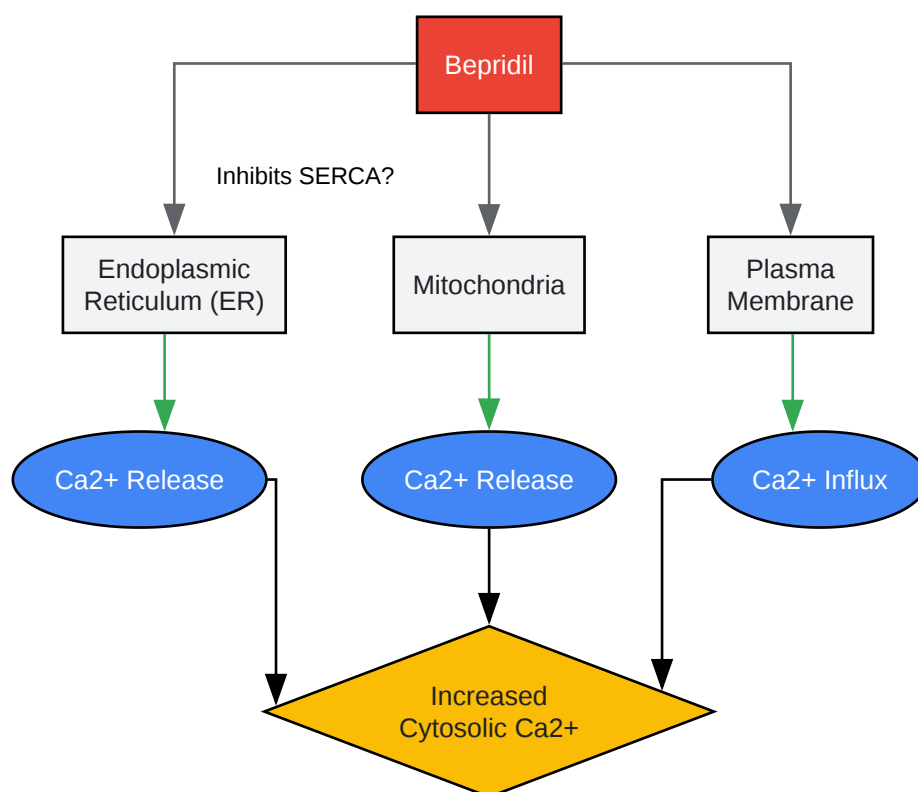 Bepridil
Inhibits SERCA?
Endoplasmic
Reticulum (ER)
Mitochondria
Plasma
Membrane
Ca2+ Release
Ca2+ Release
Ca2+ Influx
Increased
Cytosolic Ca2+